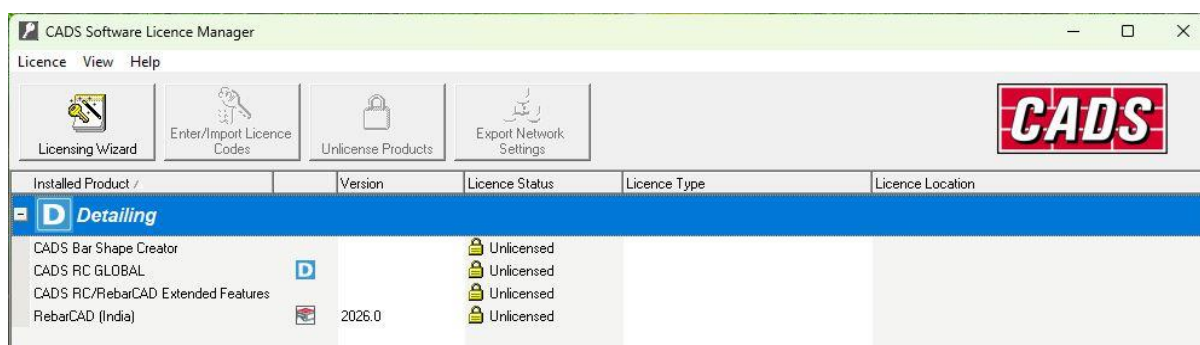 CADS Software Licence Manager
Licence View Help
Licensing Wizard
Enter/Import Licence
Codes
Unlicense Products
Export Network
Settings
CADS
Installed Product / Version Licence Status Licence Type Licence Location
D Detailing
CADS Bar Shape Creator Unlicensed
CADS RC GLOBAL D Unlicensed
CADS RC/RebarCAD Extended Features Unlicensed
RebarCAD (India) 2026.0 Unlicensed